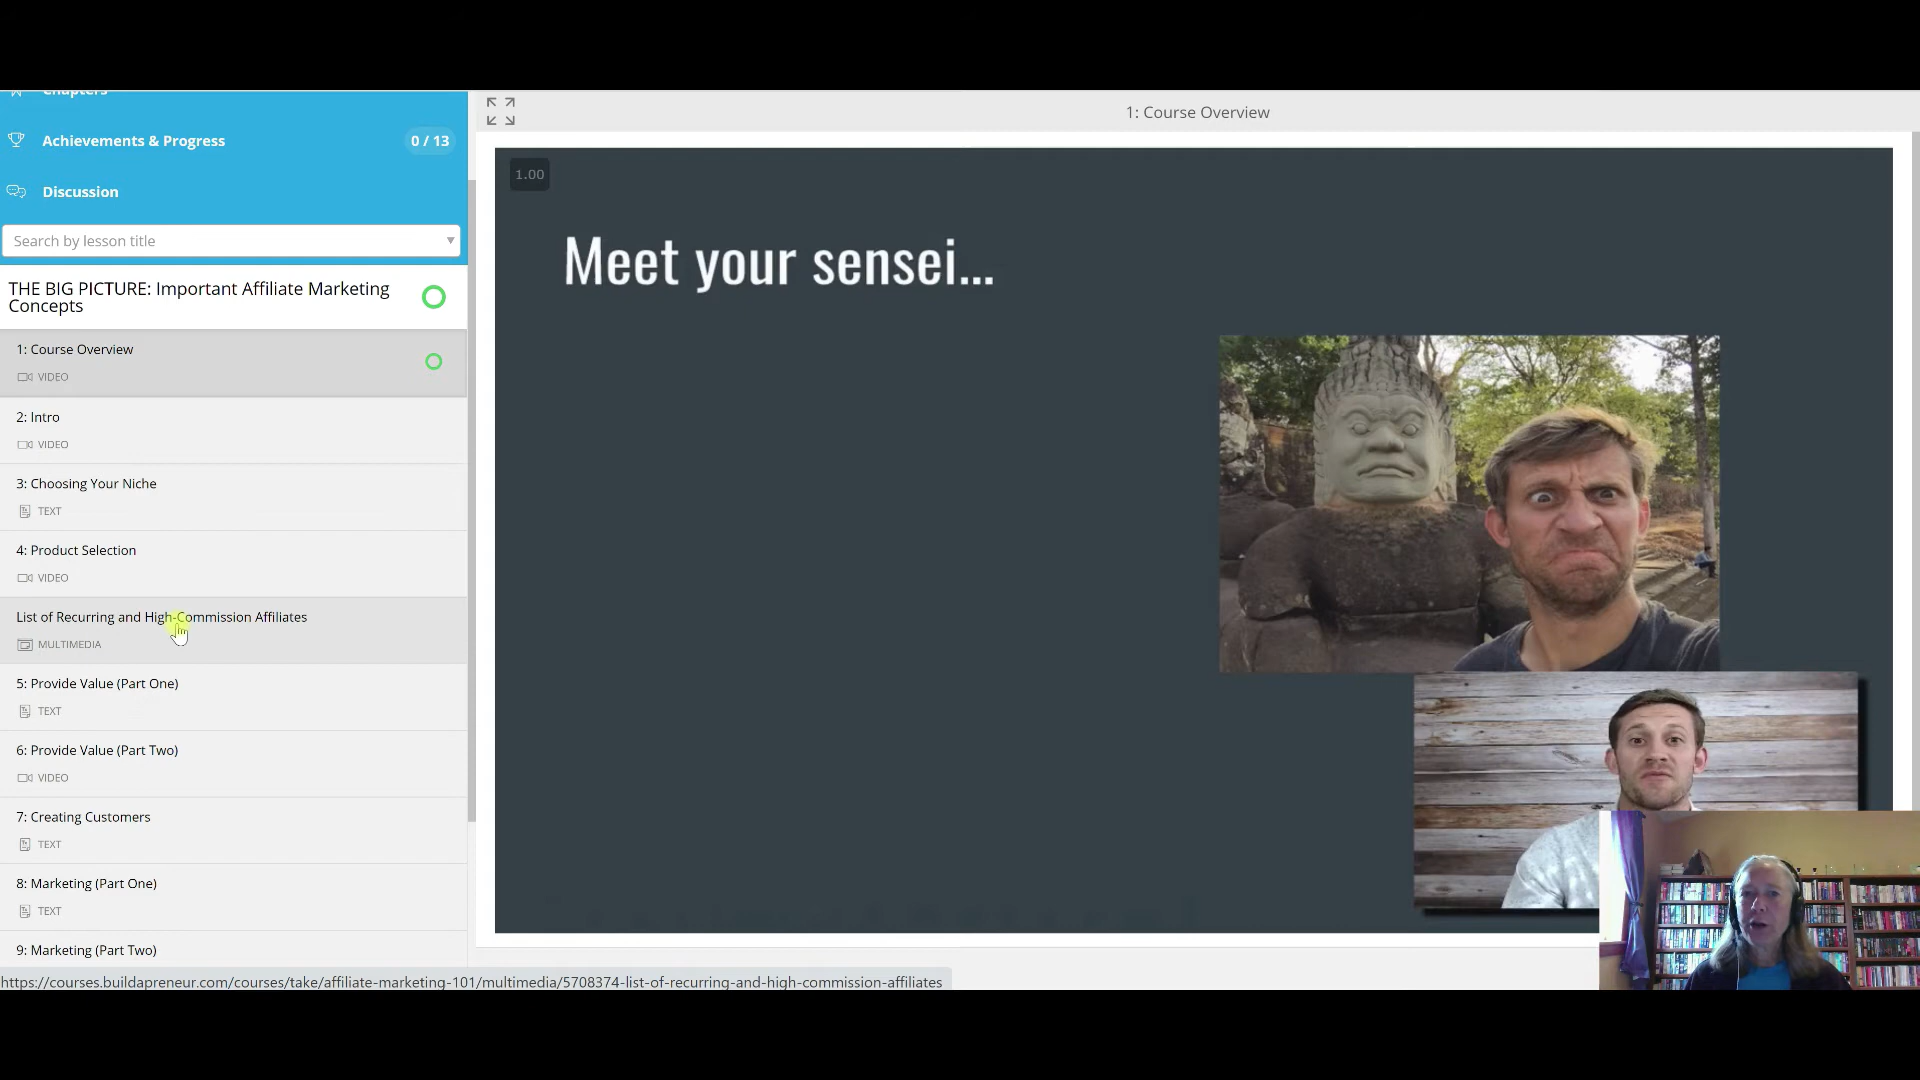 Chapters
Achievements & Progress
0 / 13
Discussion
Search by lesson title
THE BIG PICTURE: Important Affiliate Marketing
Concepts
1: Course Overview
VIDEO
2: Intro
VIDEO
3: Choosing Your Niche
TEXT
4: Product Selection
VIDEO
List of Recurring and High-Commission Affiliates
MULTIMEDIA
5: Provide Value (Part One)
TEXT
6: Provide Value (Part Two)
VIDEO
7: Creating Customers
TEXT
8: Marketing (Part One)
TEXT
9: Marketing (Part Two)
https://courses.buildapreneur.com/courses/take/affiliate-marketing-101/multimedia/5708374-list-of-recurring-and-high-commission-affiliates
1: Course Overview
1.00
Meet your sensei...